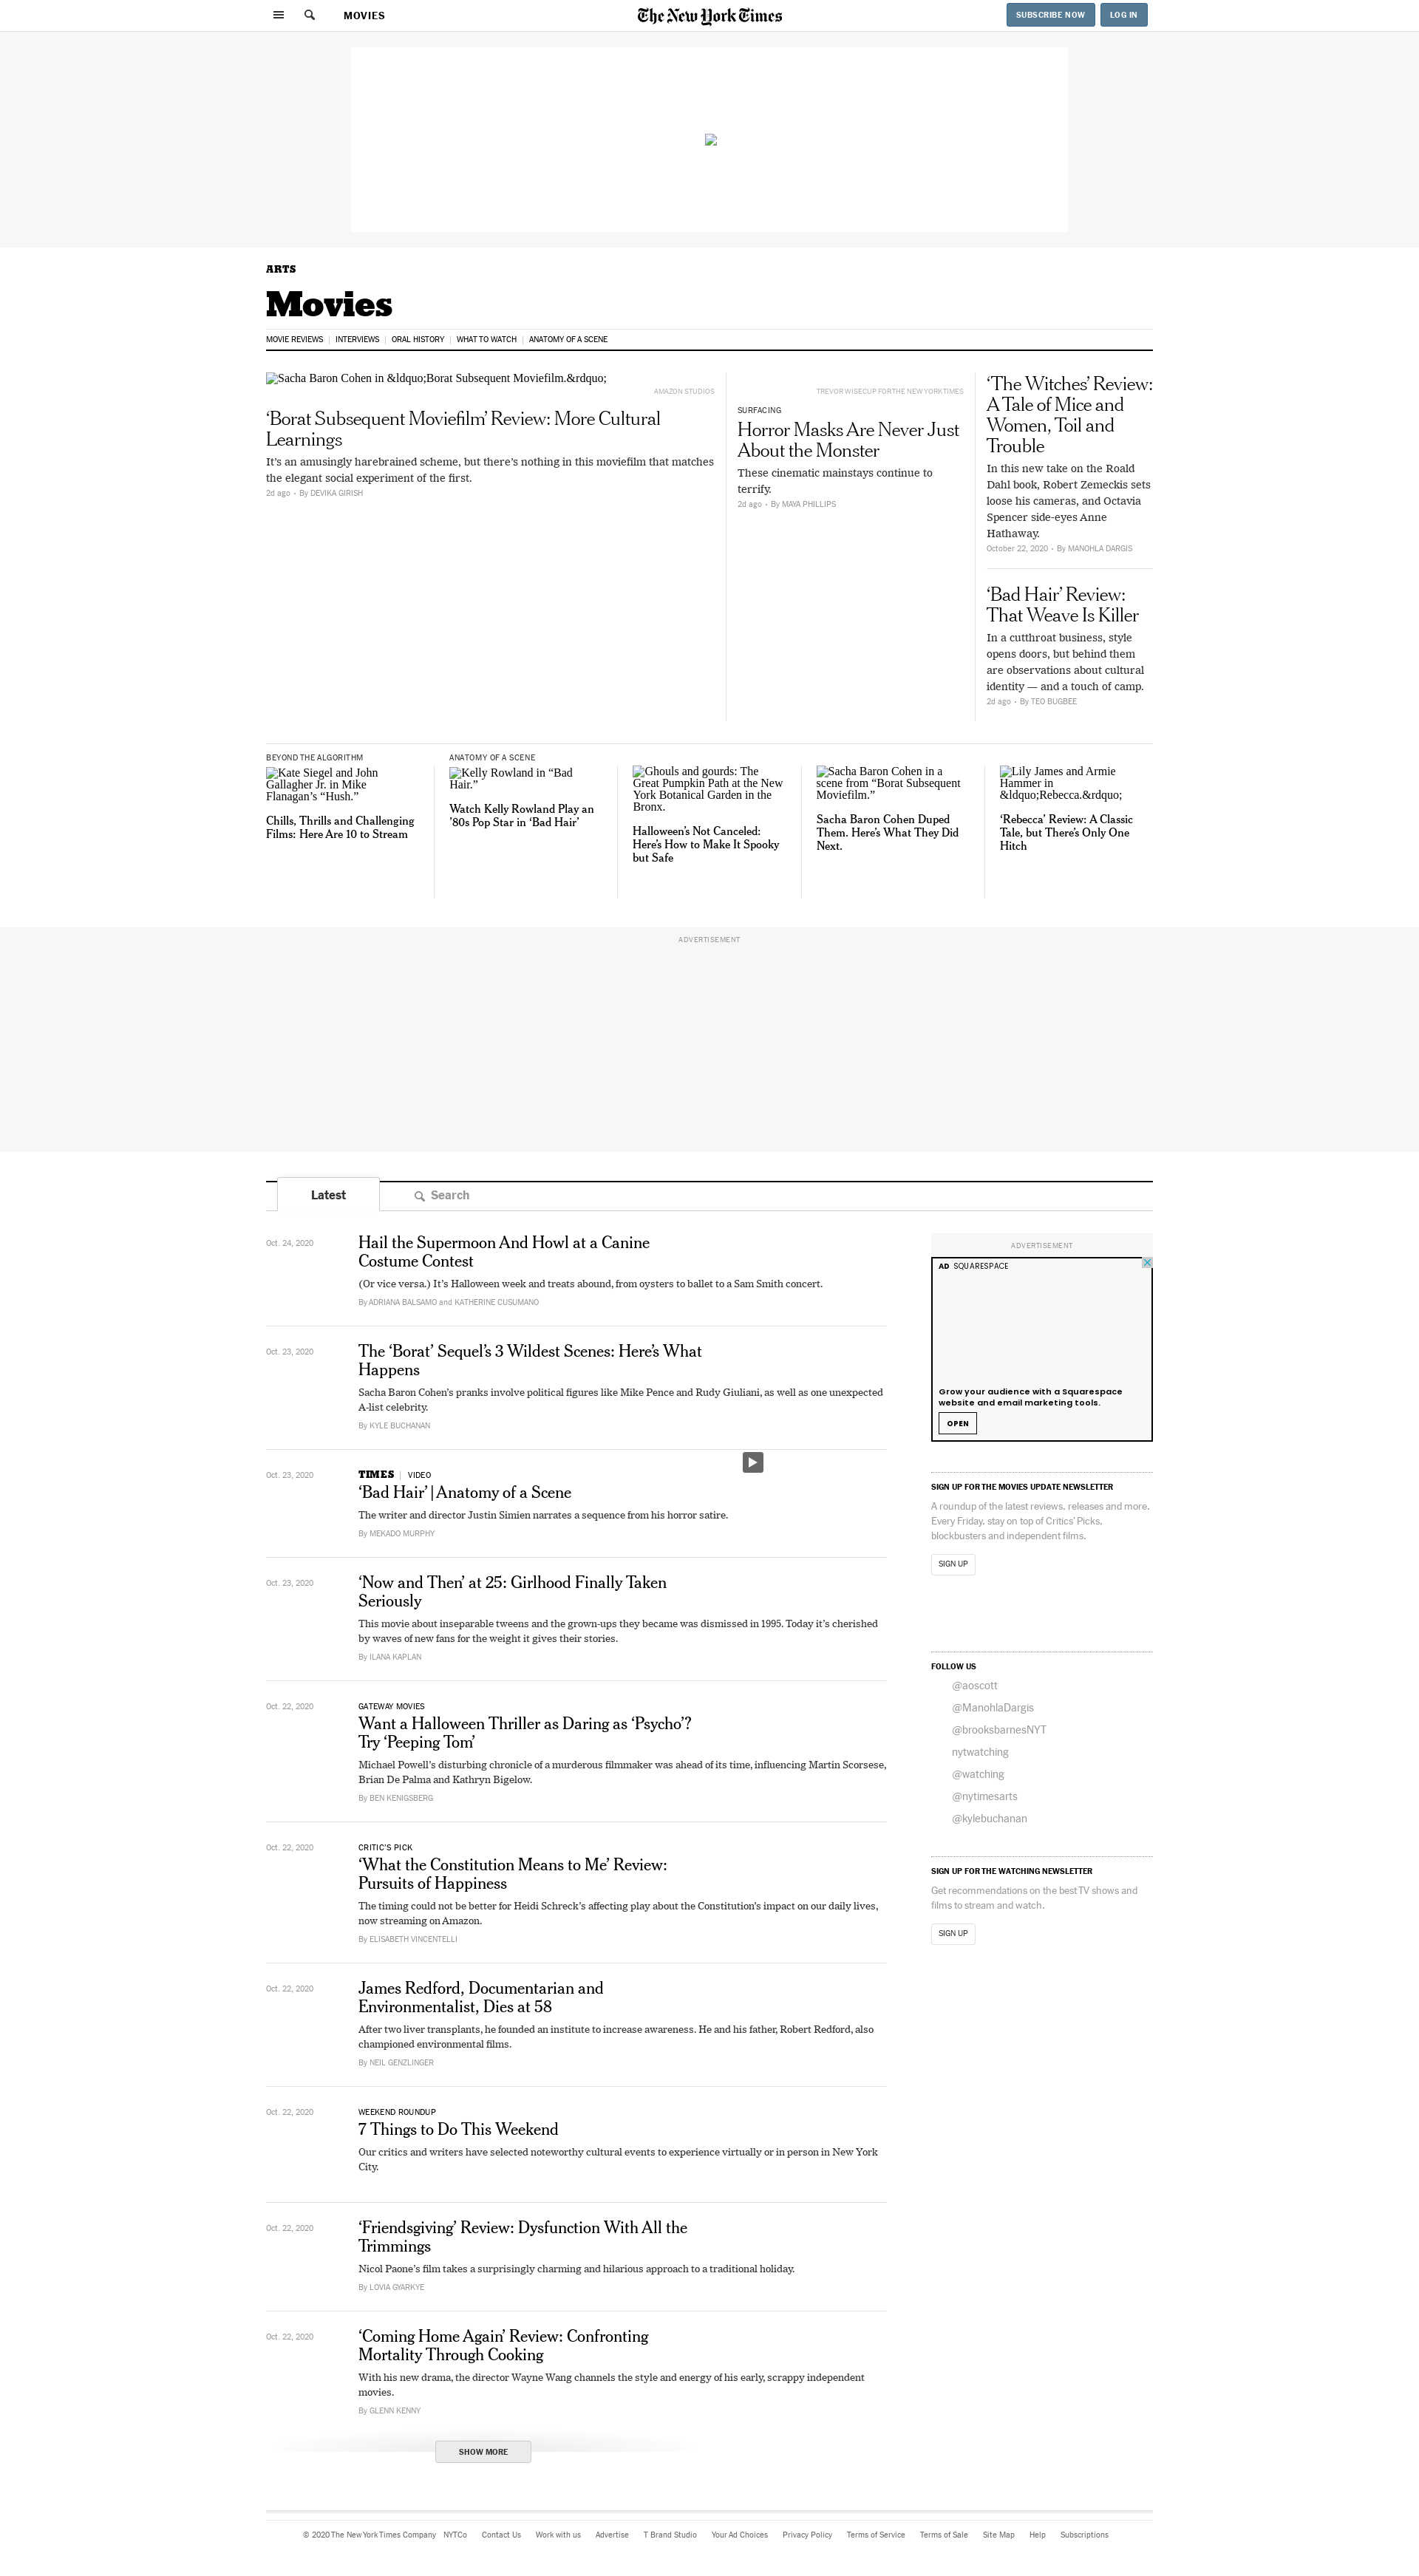 MOVIES
The New York Times
SUBSCRIBE NOW
LOG IN
ARTS
Movies
MOVIE REVIEWS
INTERVIEWS
ORAL HISTORY
WHAT TO WATCH
ANATOMY OF A SCENE
Sacha Baron Cohen in &ldquo;Borat Subsequent Moviefilm.&rdquo;
AMAZON STUDIOS
‘Borat Subsequent Moviefilm’ Review: More Cultural
Learnings
It’s an amusingly harebrained scheme, but there’s nothing in this moviefilm that matches
the elegant social experiment of the first.
2d ago • By DEVIKA GIRISH
TREVOR WISECUP FOR THE NEW YORK TIMES
SURFACING
Horror Masks Are Never Just
About the Monster
These cinematic mainstays continue to
terrify.
2d ago • By MAYA PHILLIPS
‘The Witches’ Review:
A Tale of Mice and
Women, Toil and
Trouble
In this new take on the Roald
Dahl book, Robert Zemeckis sets
loose his cameras, and Octavia
Spencer side-eyes Anne
Hathaway.
October 22, 2020 • By MANOHLA DARGIS
‘Bad Hair’ Review:
That Weave Is Killer
In a cutthroat business, style
opens doors, but behind them
are observations about cultural
identity — and a touch of camp.
2d ago • By TEO BUGBEE
BEYOND THE ALGORITHM
Kate Siegel and John
Gallagher Jr. in Mike
Flanagan’s “Hush.”
Chills, Thrills and Challenging
Films: Here Are 10 to Stream
ANATOMY OF A SCENE
Kelly Rowland in “Bad
Hair.”
Watch Kelly Rowland Play an
’80s Pop Star in ‘Bad Hair’
Ghouls and gourds: The
Great Pumpkin Path at the New
York Botanical Garden in the
Bronx.
Halloween’s Not Canceled:
Here’s How to Make It Spooky
but Safe
Sacha Baron Cohen in a
scene from “Borat Subsequent
Moviefilm.”
Sacha Baron Cohen Duped
Them. Here’s What They Did
Next.
Lily James and Armie
Hammer in
&ldquo;Rebecca.&rdquo;
‘Rebecca’ Review: A Classic
Tale, but There’s Only One
Hitch
ADVERTISEMENT
Latest
Search
Oct. 24, 2020
Hail the Supermoon And Howl at a Canine
Costume Contest
(Or vice versa.) It’s Halloween week and treats abound, from oysters to ballet to a Sam Smith concert.
By ADRIANA BALSAMO and KATHERINE CUSUMANO
Oct. 23, 2020
The ‘Borat’ Sequel’s 3 Wildest Scenes: Here’s What
Happens
Sacha Baron Cohen’s pranks involve political figures like Mike Pence and Rudy Giuliani, as well as one unexpected
A-list celebrity.
By KYLE BUCHANAN
Oct. 23, 2020
TIMES | VIDEO
‘Bad Hair’ | Anatomy of a Scene
The writer and director Justin Simien narrates a sequence from his horror satire.
By MEKADO MURPHY
Oct. 23, 2020
‘Now and Then’ at 25: Girlhood Finally Taken
Seriously
This movie about inseparable tweens and the grown-ups they became was dismissed in 1995. Today it’s cherished
by waves of new fans for the weight it gives their stories.
By ILANA KAPLAN
Oct. 22, 2020
GATEWAY MOVIES
Want a Halloween Thriller as Daring as ‘Psycho’?
Try ‘Peeping Tom’
Michael Powell’s disturbing chronicle of a murderous filmmaker was ahead of its time, influencing Martin Scorsese,
Brian De Palma and Kathryn Bigelow.
By BEN KENIGSBERG
Oct. 22, 2020
CRITIC’S PICK
‘What the Constitution Means to Me’ Review:
Pursuits of Happiness
The timing could not be better for Heidi Schreck’s affecting play about the Constitution’s impact on our daily lives,
now streaming on Amazon.
By ELISABETH VINCENTELLI
Oct. 22, 2020
James Redford, Documentarian and
Environmentalist, Dies at 58
After two liver transplants, he founded an institute to increase awareness. He and his father, Robert Redford, also
championed environmental films.
By NEIL GENZLINGER
Oct. 22, 2020
WEEKEND ROUNDUP
7 Things to Do This Weekend
Our critics and writers have selected noteworthy cultural events to experience virtually or in person in New York
City.
Oct. 22, 2020
‘Friendsgiving’ Review: Dysfunction With All the
Trimmings
Nicol Paone’s film takes a surprisingly charming and hilarious approach to a traditional holiday.
By LOVIA GYARKYE
Oct. 22, 2020
‘Coming Home Again’ Review: Confronting
Mortality Through Cooking
With his new drama, the director Wayne Wang channels the style and energy of his early, scrappy independent
movies.
By GLENN KENNY
SHOW MORE
ADVERTISEMENT
AD SQUARESPACE
Grow your audience with a Squarespace
website and email marketing tools.
OPEN
SIGN UP FOR THE MOVIES UPDATE NEWSLETTER
A roundup of the latest reviews, releases and more.
Every Friday, stay on top of Critics’ Picks,
blockbusters and independent films.
SIGN UP
FOLLOW US
@aoscott
@ManohlaDargis
@brooksbarnesNYT
nytwatching
@watching
@nytimesarts
@kylebuchanan
SIGN UP FOR THE WATCHING NEWSLETTER
Get recommendations on the best TV shows and
films to stream and watch.
SIGN UP
© 2020 The New York Times Company NYTCo Contact Us Work with us Advertise T Brand Studio Your Ad Choices Privacy Policy Terms of Service Terms of Sale Site Map Help Subscriptions